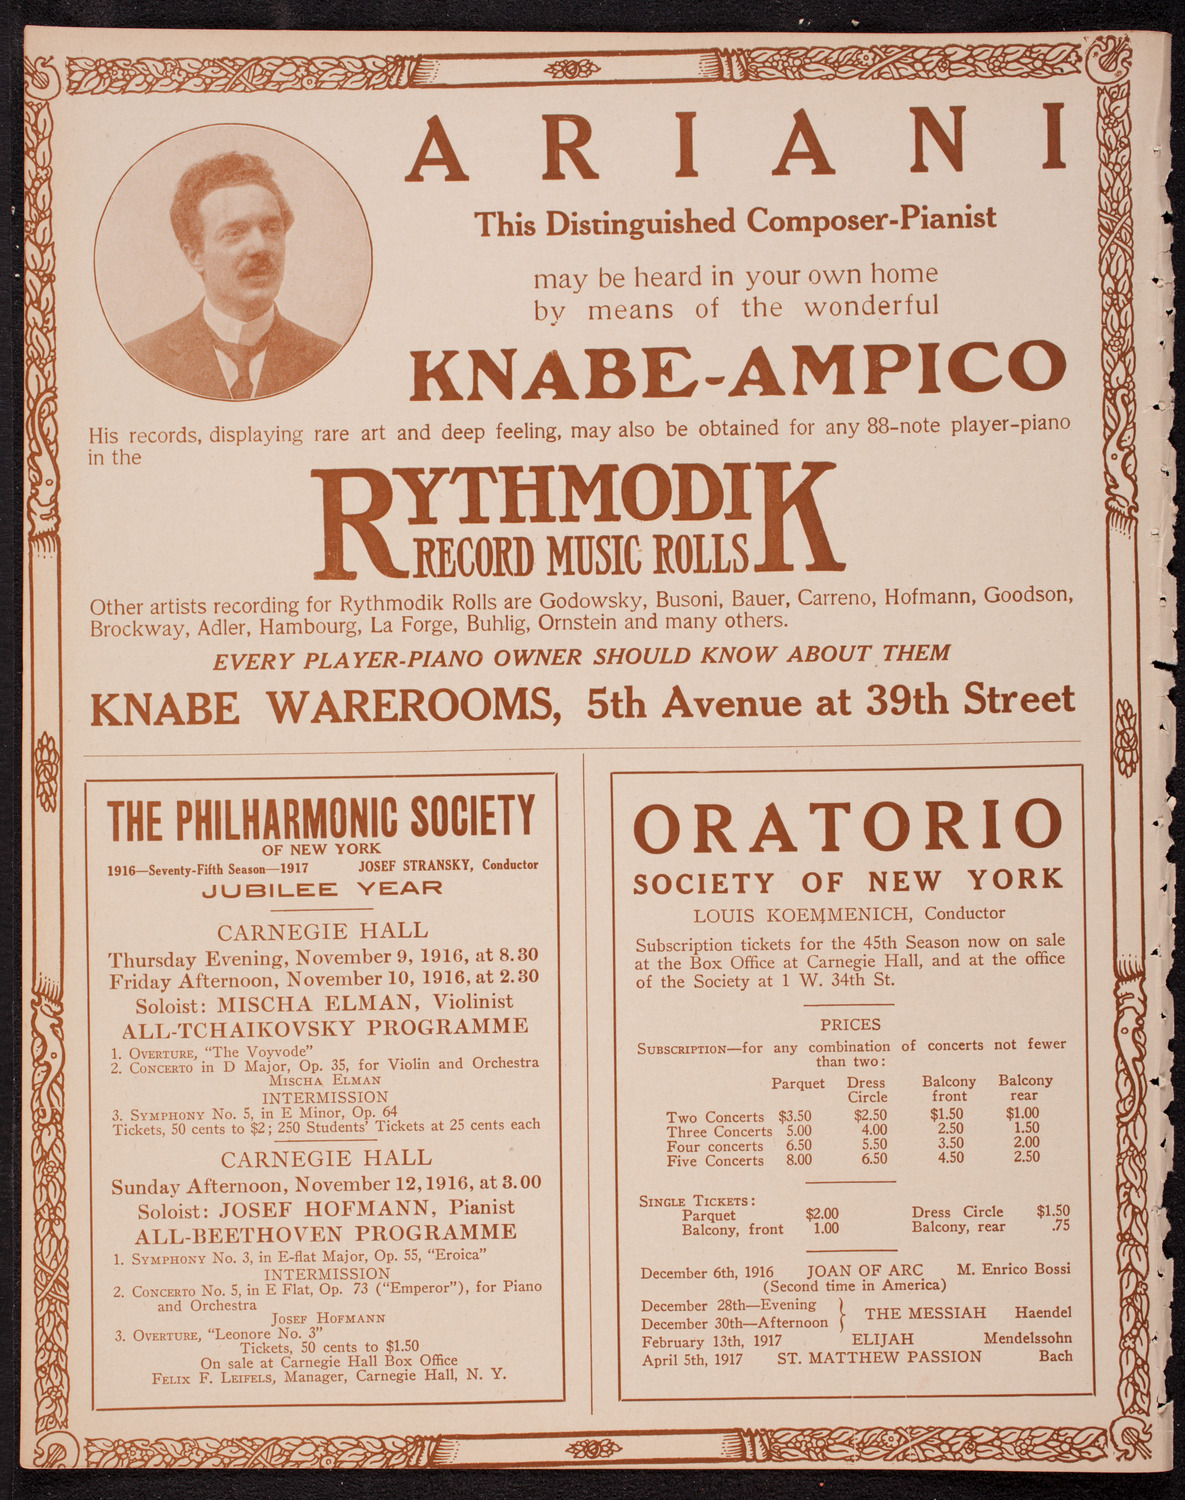 ARIANI
This Distinguished Composer-Pianist
may be heard in your own home
by means of the wonderful
KNABE-AMPICO
His records, displaying rare art and deep feeling, may also be obtained for any 88-note player-piano
in the
RYTHMODIK
RECORD MUSIC ROLLS
Other artists recording for Rythmodik Rolls are Godowsky, Busoni, Bauer, Carreno, Hofmann, Goodson,
Brockway, Adler, Hambourg, La Forge, Buhlig, Ornstein and many others.
EVERY PLAYER-PIANO OWNER SHOULD KNOW ABOUT THEM
KNABE WAREROOMS, 5th Avenue at 39th Street
THE PHILHARMONIC SOCIETY
OF NEW YORK
1916—Seventy-Fifth Season—1917 JOSEF STRANSKY, Conductor
JUBILEE YEAR
CARNEGIE HALL
Thursday Evening, November 9, 1916, at 8.30
Friday Afternoon, November 10, 1916, at 2.30
Soloist: MISCHA ELMAN, Violinist
ALL-TCHAIKOVSKY PROGRAMME
1. OVERTURE, "The Voyvode"
2. CONCERTO in D Major, Op. 35, for Violin and Orchestra
MISCHA ELMAN
INTERMISSION
3. SYMPHONY No. 5, in E Minor, Op. 64
Tickets, 50 cents to $2; 250 Students' Tickets at 25 cents each
CARNEGIE HALL
Sunday Afternoon, November 12, 1916, at 3.00
Soloist: JOSEF HOFMANN, Pianist
ALL-BEETHOVEN PROGRAMME
1. SYMPHONY No. 3, in E-flat Major, Op. 55, "Eroica"
INTERMISSION
2. CONCERTO No. 5, in E Flat, Op. 73 ("Emperor"), for Piano
and Orchestra
JOSEF HOFMANN
3. OVERTURE, "Leonore No. 3"
Tickets, 50 cents to $1.50
On sale at Carnegie Hall Box Office
FELIX F. LEIFELS, Manager, Carnegie Hall, N. Y.
ORATORIO
SOCIETY OF NEW YORK
LOUIS KOEMMENICH, Conductor
Subscription tickets for the 45th Season now on sale
at the Box Office at Carnegie Hall, and at the office
of the Society at 1 W. 34th St.
PRICES
SUBSCRIPTION—for any combination of concerts not fewer
than two:
Parquet Dress Balcony Balcony
Circle front rear
Two Concerts $3.50 $2.50 $1.50 $1.00
Three Concerts 5.00 4.00 2.50 1.50
Four concerts 6.50 5.50 3.50 2.00
Five Concerts 8.00 6.50 4.50 2.50
SINGLE TICKETS:
Parquet $2.00 Dress Circle $1.50
Balcony, front 1.00 Balcony, rear .75
December 6th, 1916 JOAN OF ARC M. Enrico Bossi
(Second time in America)
December 28th—Evening
December 30th—Afternoon } THE MESSIAH Haendel
February 13th, 1917 ELIJAH Mendelssohn
April 5th, 1917 ST. MATTHEW PASSION Bach